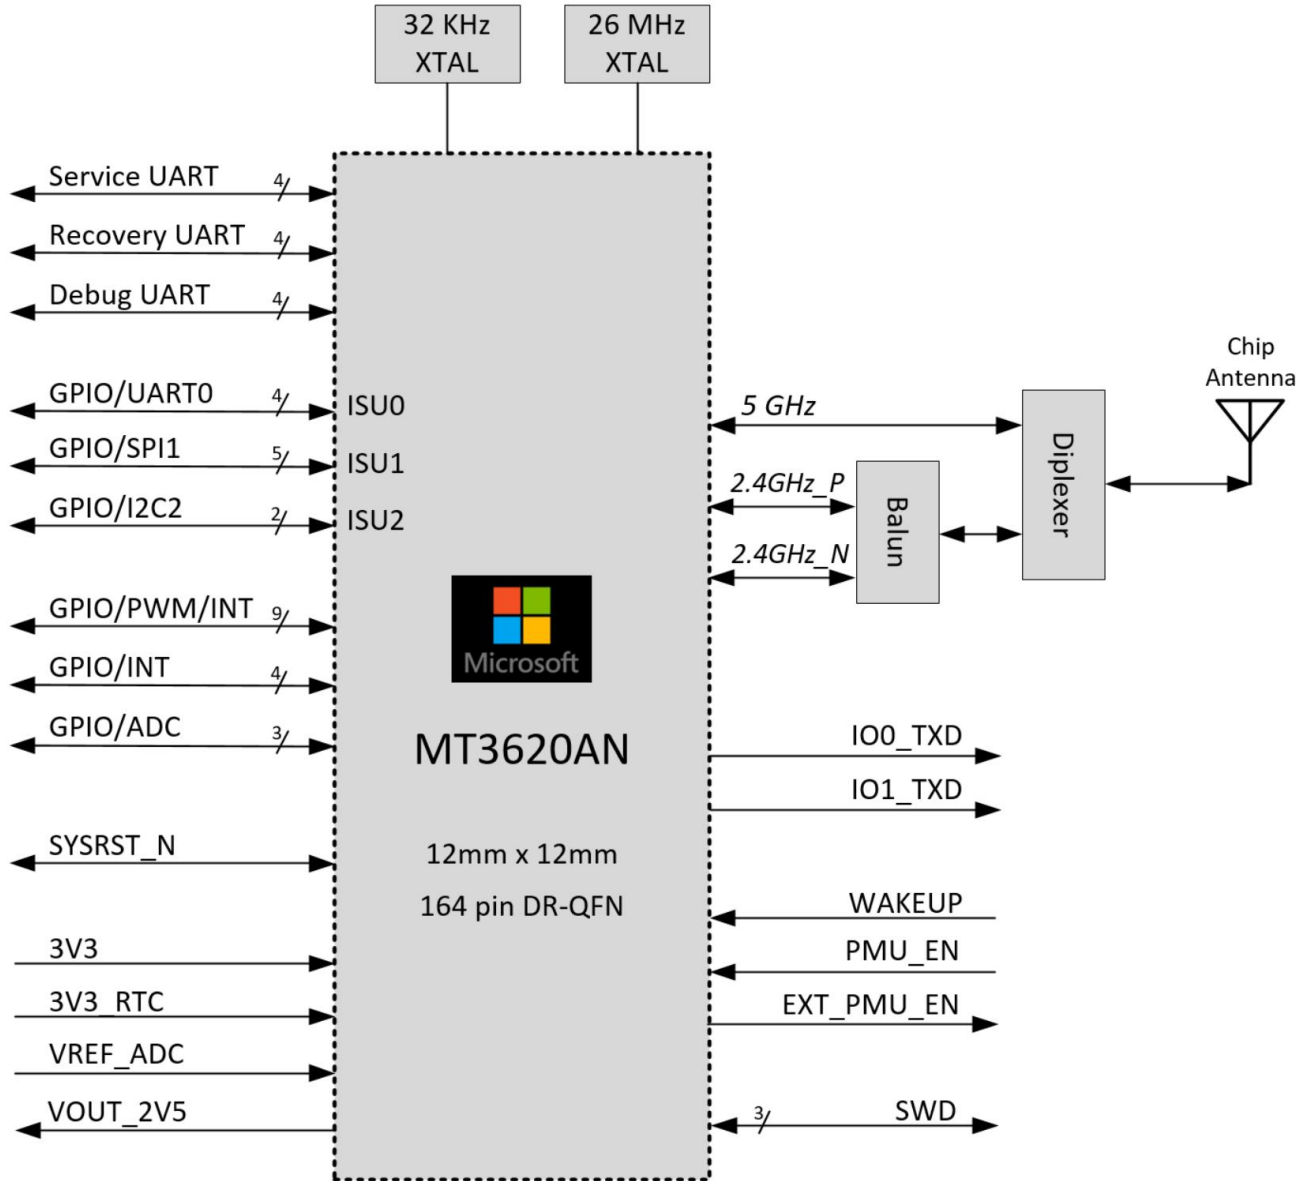 32 KHz
XTAL
26 MHz
XTAL
Service UART 4
Recovery UART 4
Debug UART 4
GPIO/UART0 4 ISU0
GPIO/SPI1 5 ISU1
GPIO/I2C2 2 ISU2
GPIO/PWM/INT 9
GPIO/INT 4
GPIO/ADC 3
SYSRST_N
3V3
3V3_RTC
VREF_ADC
VOUT_2V5
Microsoft
MT3620AN
12mm x 12mm
164 pin DR-QFN
5 GHz
2.4GHz_P
2.4GHz_N
Balun
Diplexer
Chip
Antenna
IO0_TXD
IO1_TXD
WAKEUP
PMU_EN
EXT_PMU_EN
3 SWD